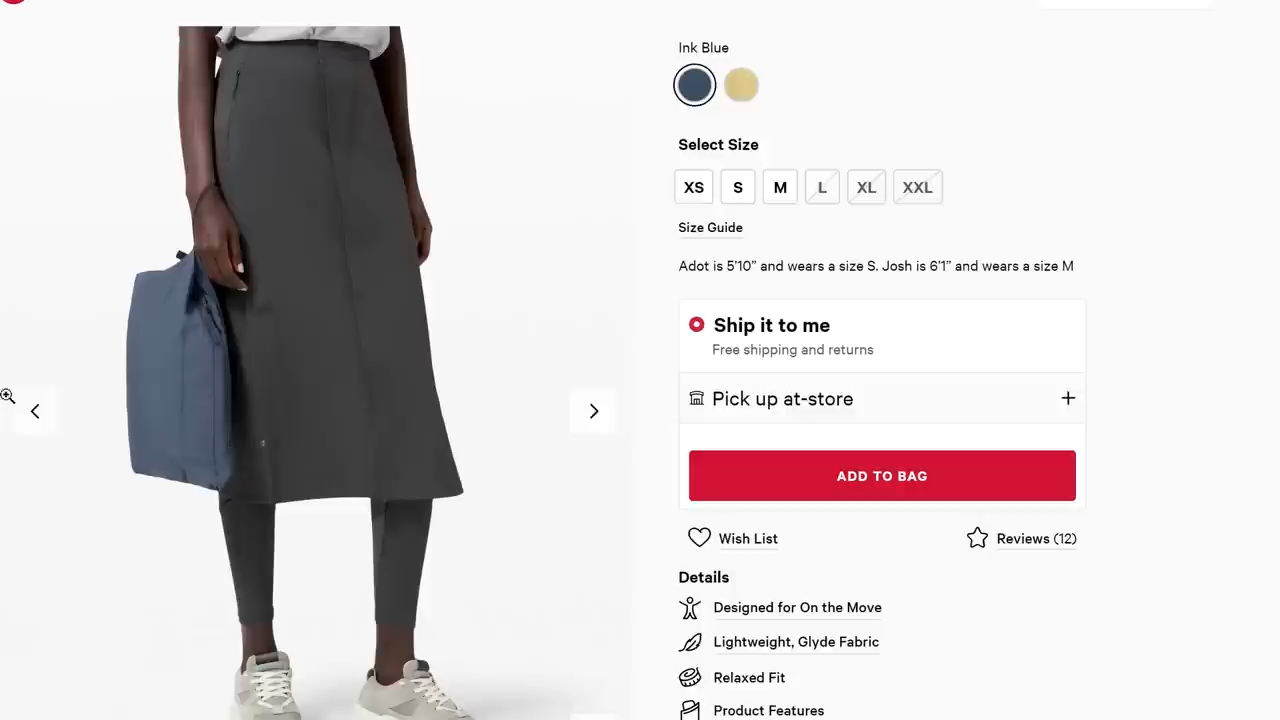 Ink Blue
Select Size
XS S M L XL XXL
Size Guide
Adot is 5’10” and wears a size S. Josh is 6’1” and wears a size M
Ship it to me
Free shipping and returns
Pick up at-store
ADD TO BAG
Wish List Reviews (12)
Details
Designed for On the Move
Lightweight, Glyde Fabric
Relaxed Fit
Product Features